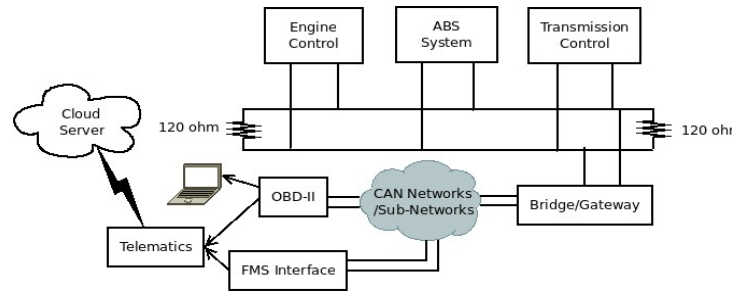 Engine
Control
ABS
System
Transmission
Control
Cloud
Server
120 ohm
120 ohr
OBD-II
CAN Networks
/Sub-Networks
Bridge/Gateway
Telematics
FMS Interface